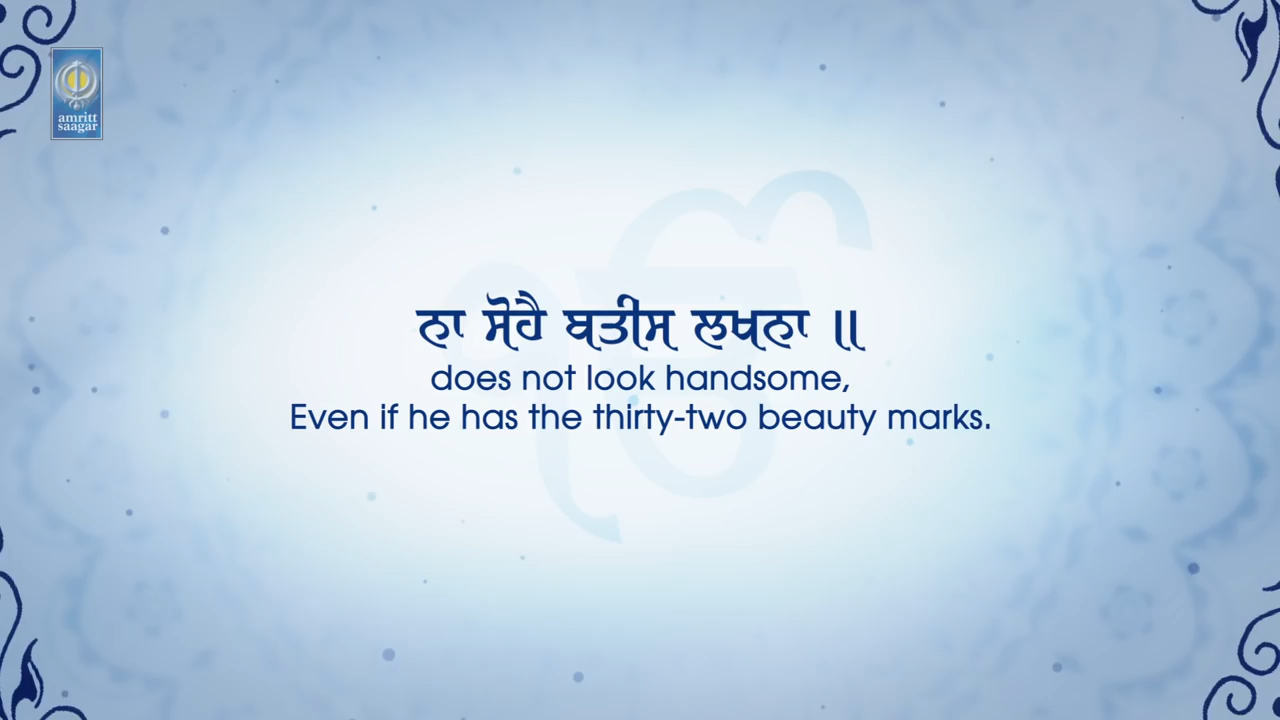 amritt
saagar
ਨਾ ਸੋਹੈ ਬਤੀਸ ਲਖਨਾ ॥
does not look handsome,
Even if he has the thirty-two beauty marks.